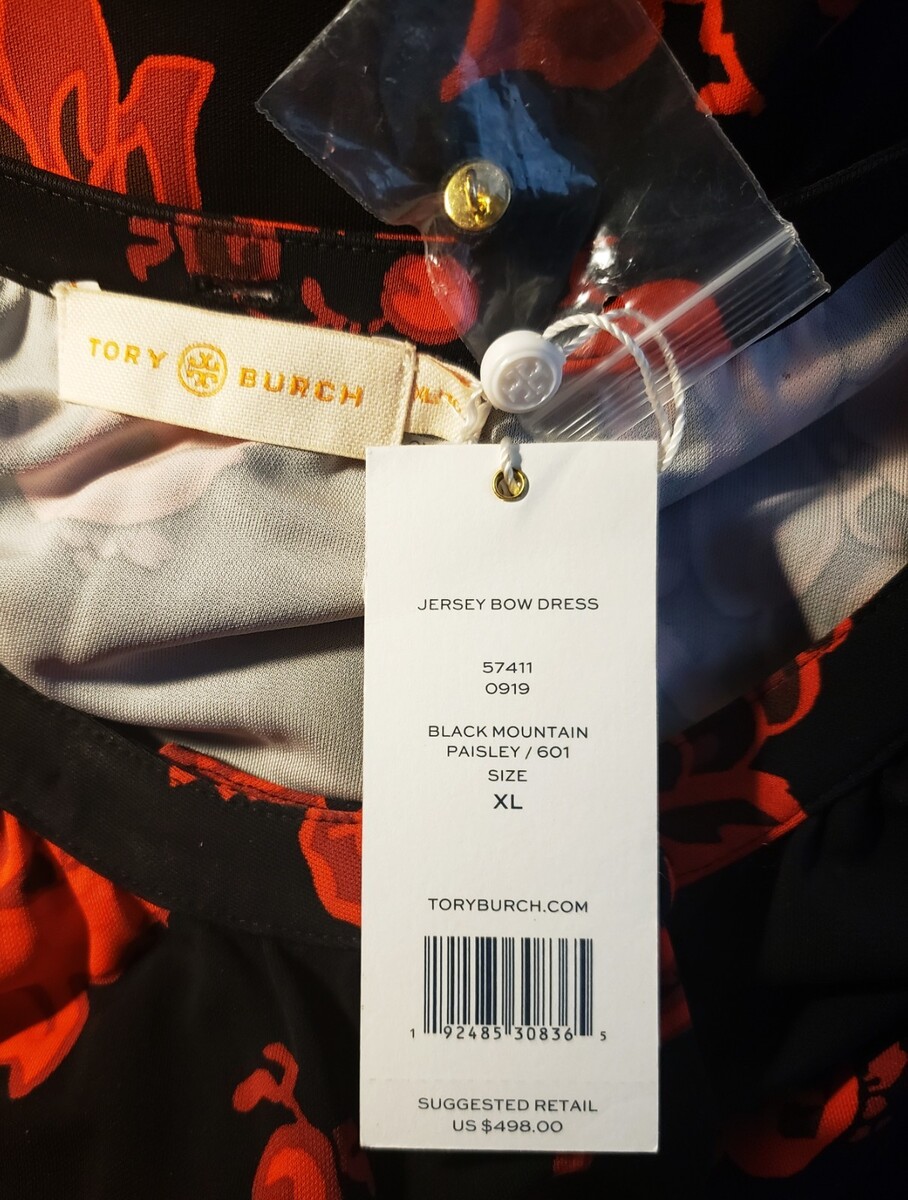 TORY BURCH
JERSEY BOW DRESS
57411
0919
BLACK MOUNTAIN
PAISLEY / 601
SIZE
XL
TORYBURCH.COM
1 92485 30836 5
SUGGESTED RETAIL
US $498.00